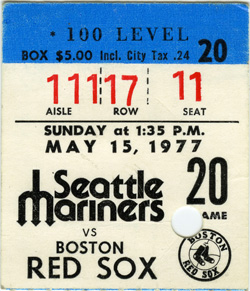 • 100 LEVEL
BOX $5.00 Incl. City Tax .24 20
111 17 11
AISLE ROW SEAT
SUNDAY at 1:35 P.M.
MAY 15, 1977
Seattle 20
Mariners AME
VS
BOSTON
RED SOX
BOSTON
RED SOX